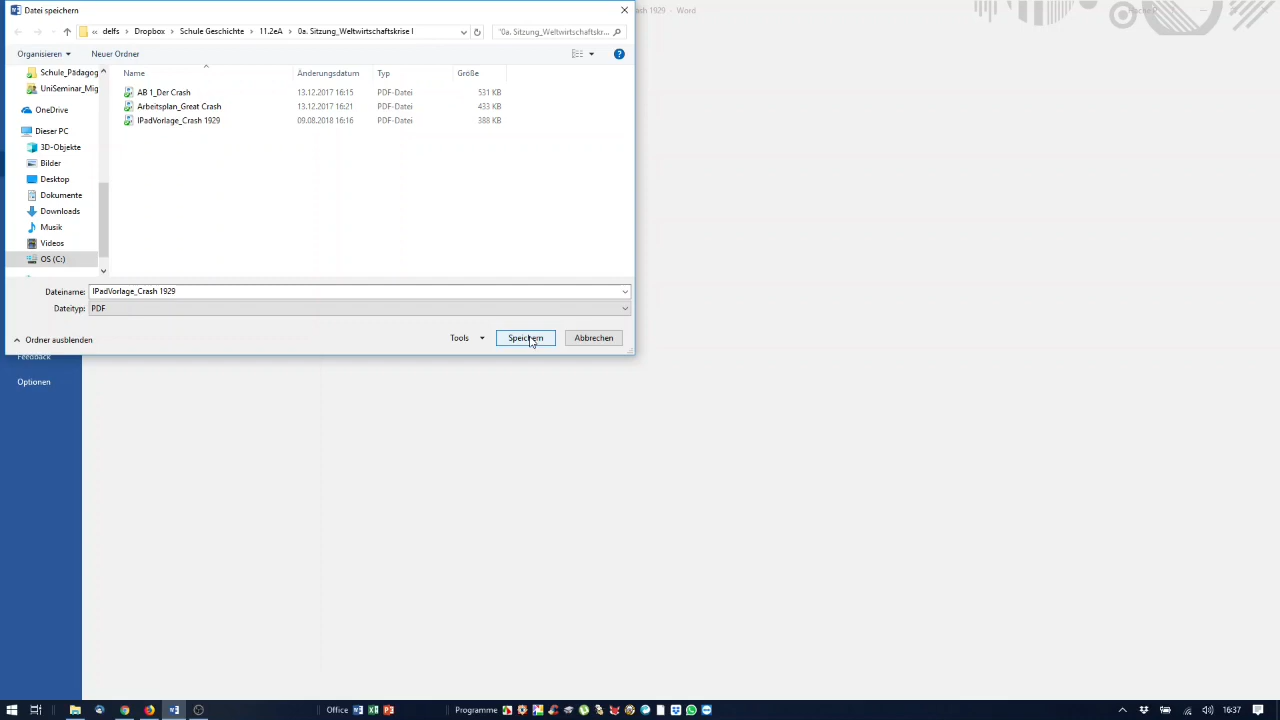 Datei speichern
ash 1929 - Word
« delfs > Dropbox > Schule Geschichte > 11.2eA > 0a. Sitzung_Weltwirtschaftskrise I
"0a. Sitzung_Weltwirtschaftskr...
Organisieren
Neuer Ordner
Name
Änderungsdatum
Typ
Größe
AB 1_Der Crash 13.12.2017 16:15 PDF-Datei 531 KB
Arbeitsplan_Great Crash 13.12.2017 16:21 PDF-Datei 433 KB
IPadVorlage_Crash 1929 09.08.2018 16:16 PDF-Datei 388 KB
Schule_Pädagog
UniSeminar_Mig
OneDrive
Dieser PC
3D-Objekte
Bilder
Desktop
Dokumente
Downloads
Musik
Videos
OS (C:)
Dateiname: IPadVorlage_Crash 1929
Dateityp: PDF
Ordner ausblenden
Tools
Speichern
Abbrechen
Feedback
Optionen
Office
Programme
16:37